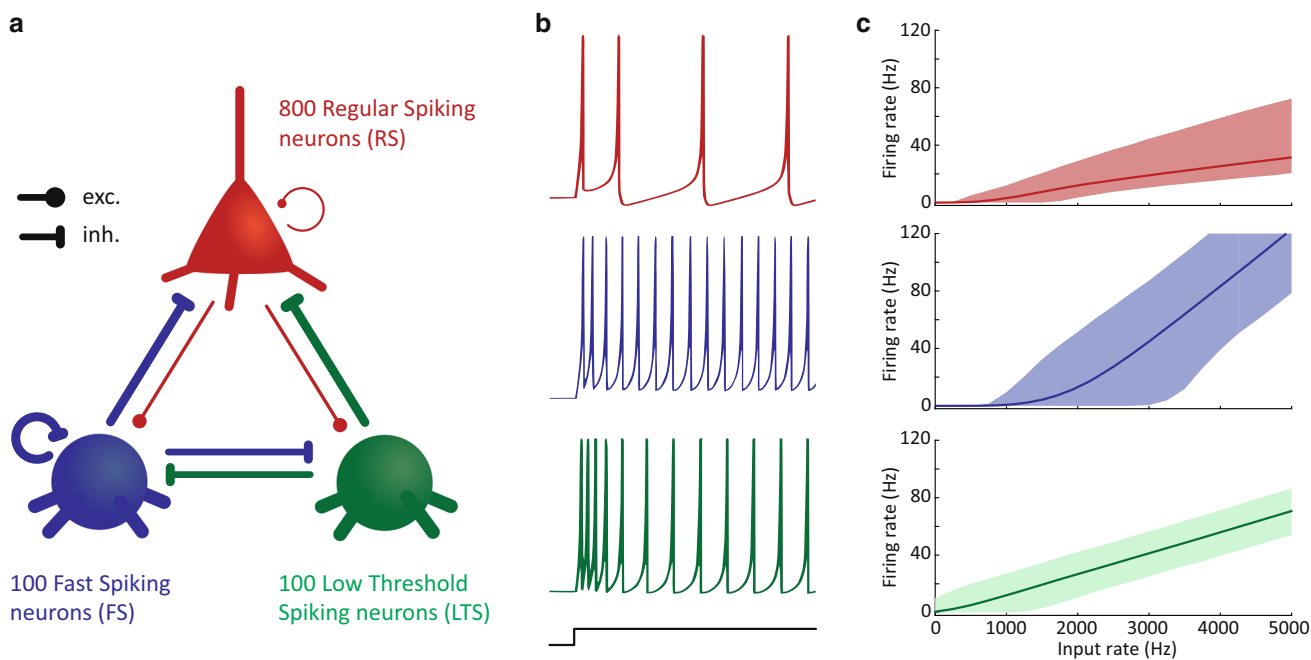 a
800 Regular Spiking
neurons (RS)
exc.
inh.
100 Fast Spiking
neurons (FS)
100 Low Threshold
Spiking neurons (LTS)
b
c
120
80
40
0
Firing rate (Hz)
120
80
40
0
Firing rate (Hz)
120
80
40
0
Firing rate (Hz)
0 1000 2000 3000 4000 5000
Input rate (Hz)